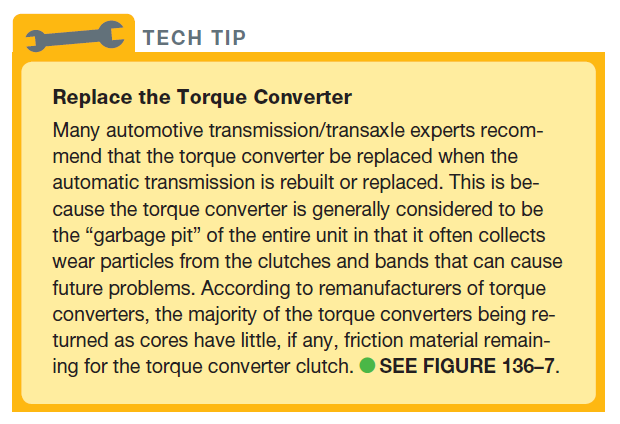 TECH TIP
Replace the Torque Converter
Many automotive transmission/transaxle experts recom-
mend that the torque converter be replaced when the
automatic transmission is rebuilt or replaced. This is be-
cause the torque converter is generally considered to be
the “garbage pit” of the entire unit in that it often collects
wear particles from the clutches and bands that can cause
future problems. According to remanufacturers of torque
converters, the majority of the torque converters being re-
turned as cores have little, if any, friction material remain-
ing for the torque converter clutch. ● SEE FIGURE 136–7.